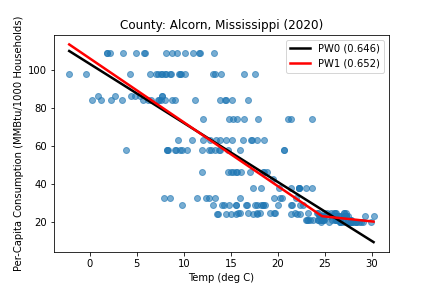 County: Alcorn, Mississippi (2020)
PW0 (0.646)
PW1 (0.652)
Per-Capita Consumption (MMBtu/1000 Households)
100
80
60
40
20
0 5 10 15 20 25 30
Temp (deg C)